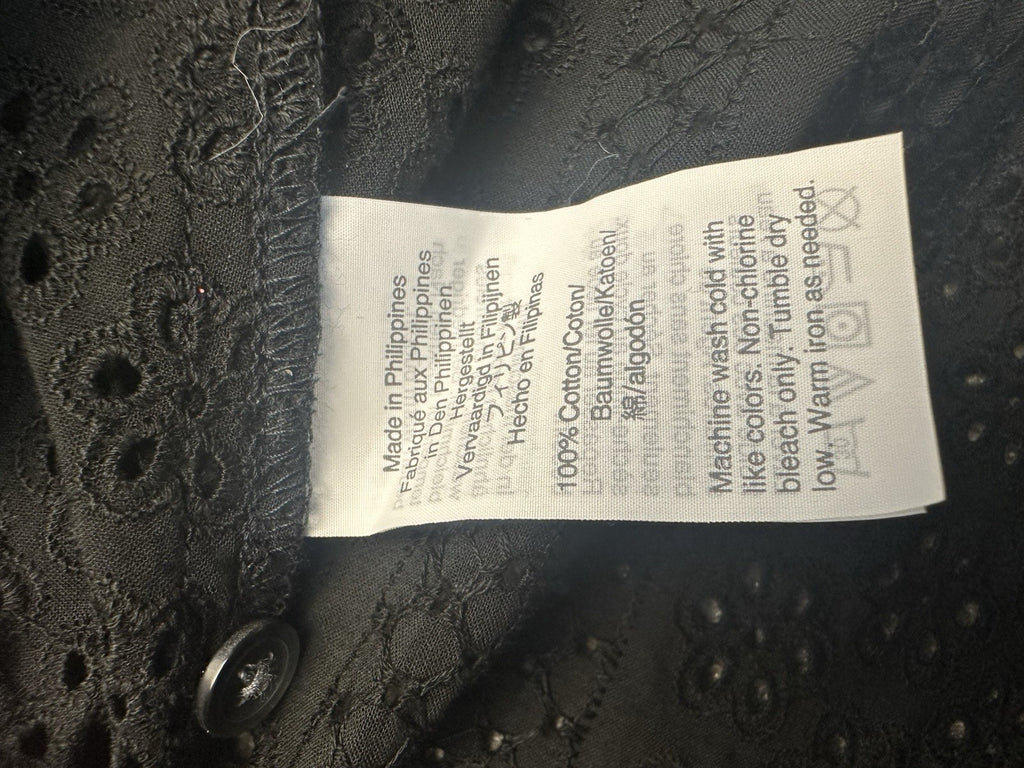 Made in Philippines
Fabriqué aux Philippines
in Den Philippinen
Hergestellt
Vervaardigd In Filipijnen
フィリピン製
Hecho en Filipinas
100% Cotton/Coton/
Baumwolle/Katoen/
綿/algodón
Machine wash cold with
like colors. Non-chlorine
bleach only. Tumble dry
low. Warm iron as needed.